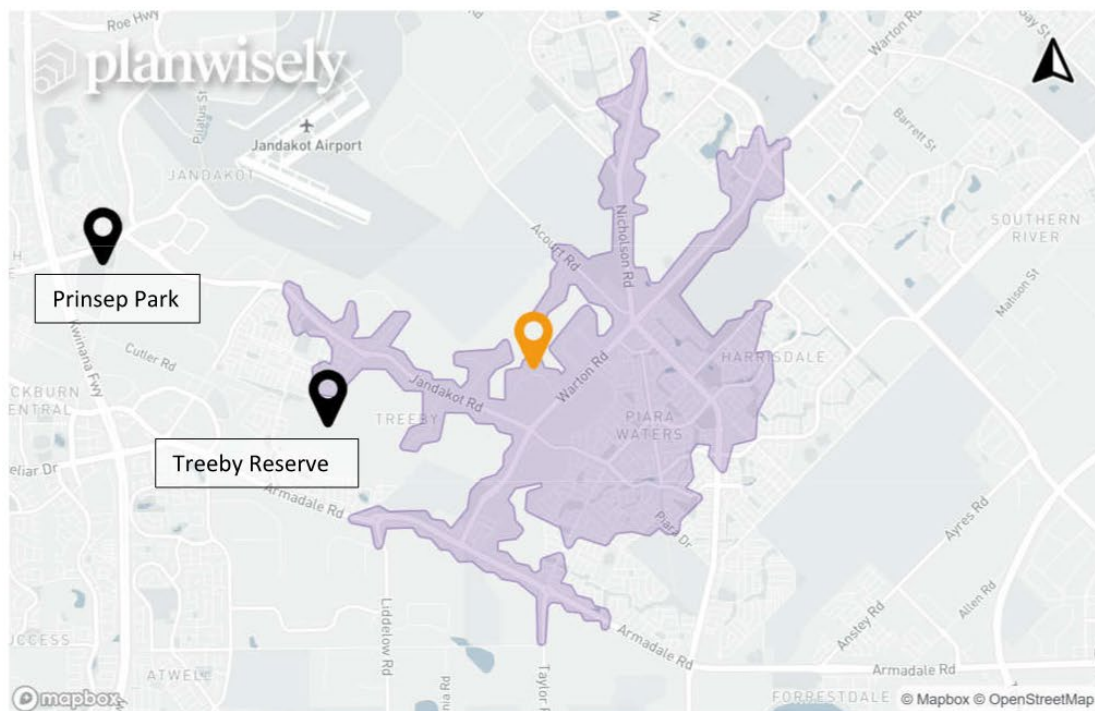 Roe Hwy
planwisely
Pilatus St
Jandakot Airport
JANDAKOT
Warton Rd
Barrett St
SOUTHERN
RIVER
Matison St
Nicholson Rd
Acourt Rd
Prinsep Park
Kwinana Fwy
Cutler Rd
HARRISDALE
Warton Rd
Jandakot Rd
TREEBY
PIARA
WATERS
Treeby Reserve
Armadale Rd
Piara Dr
Ayres Rd
Liddelow Rd
Anstey Rd
Allen Rd
Armadale Rd
Armadale Rd
ATWELL
FORRESTDALE
mapbox
© Mapbox © OpenStreetMap